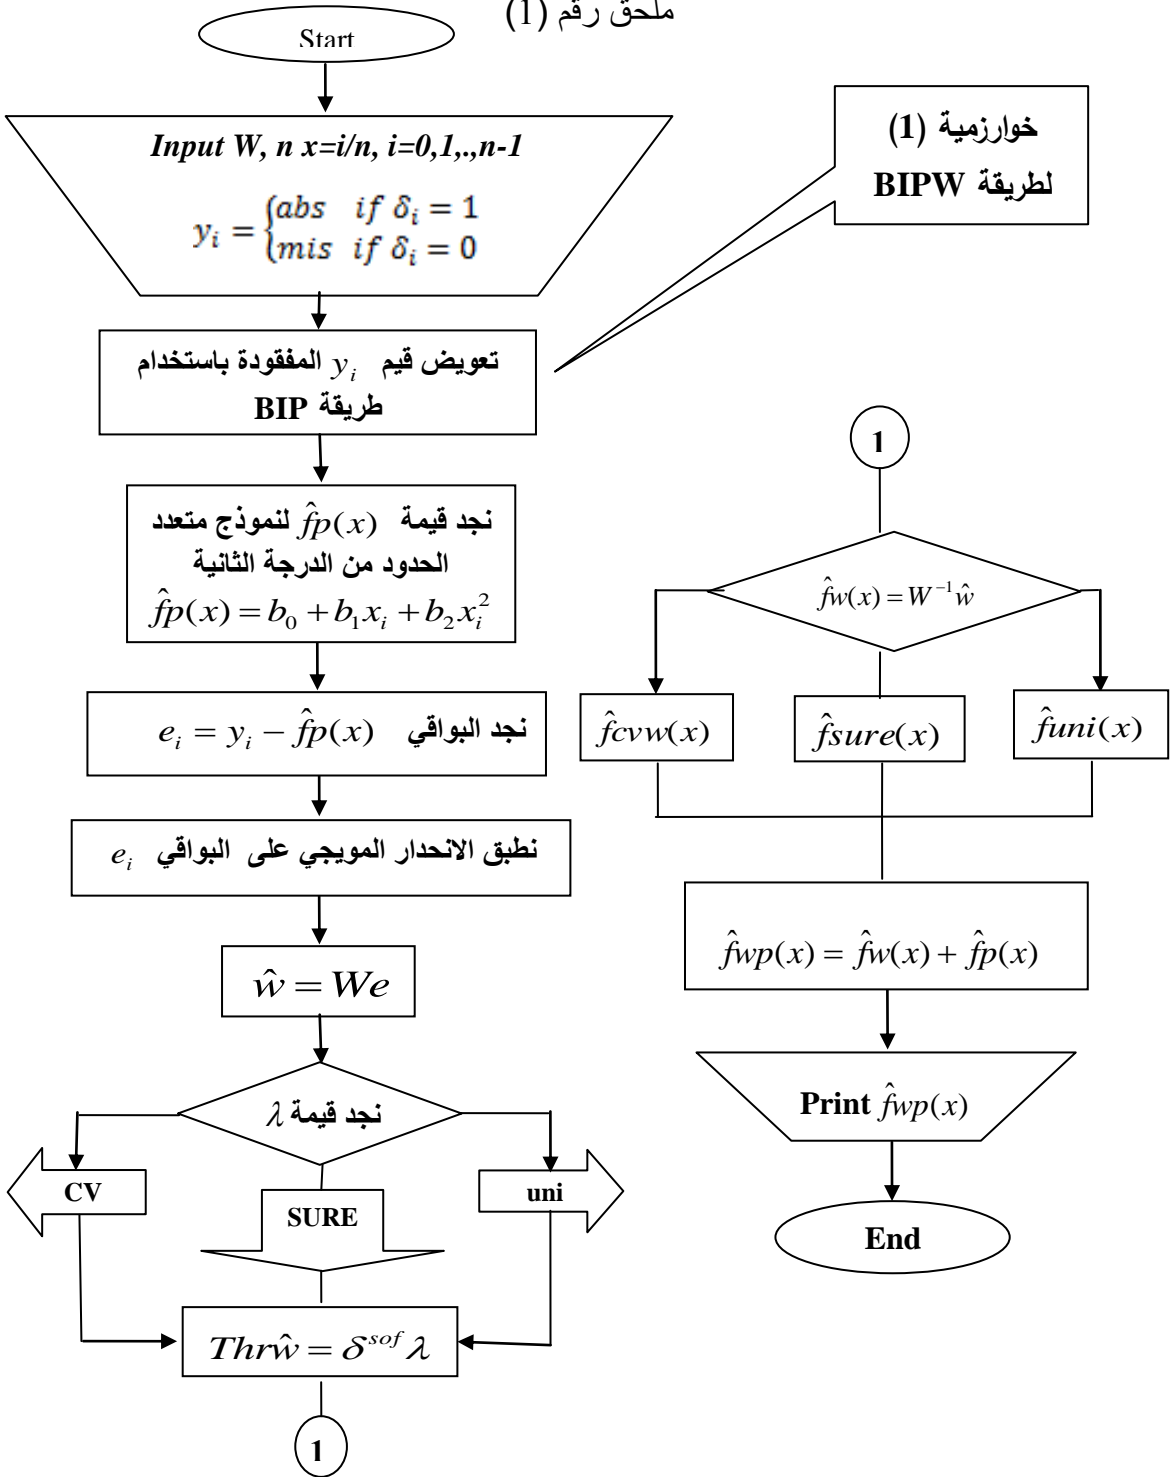 ملحق رقم (1)
Start
Input W, n x=i/n, i=0,1,.,n-1
y_i = {abs if δ_i = 1
{mis if δ_i = 0
خوارزمية (1)
لطريقة BIPW
تعويض قيم y_i المفقودة باستخدام
طريقة BIP
نجد قيمة f̂p(x) لنموذج متعدد
الحدود من الدرجة الثانية
f̂p(x) = b_0 + b_1x_i + b_2x_i^2
نجد البواقي e_i = y_i − f̂p(x)
نطبق الانحدار المويجي على البواقي e_i
ŵ = We
نجد قيمة λ
CV
SURE
uni
Thrŵ = δ^{sof} λ
1
1
f̂w(x) = W^{-1}ŵ
f̂cvw(x)
f̂sure(x)
f̂uni(x)
f̂wp(x) = f̂w(x) + f̂p(x)
Print f̂wp(x)
End